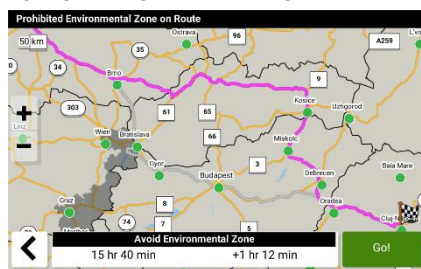 Prohibited Environmental Zone on Route
50 km
Ostrava
96
A259
L'vo
35
34
Brno
9
Kosice
Uzhgorod
303
61
65
Linz
Wien
Bratislava
66
Miskolc
Gyor
3
Budapest
Debrecen
Baia Mare
Graz
8
Oradea
74
7
5
Cluj-N
Avoid Environmental Zone
15 hr 40 min
+1 hr 12 min
Go!